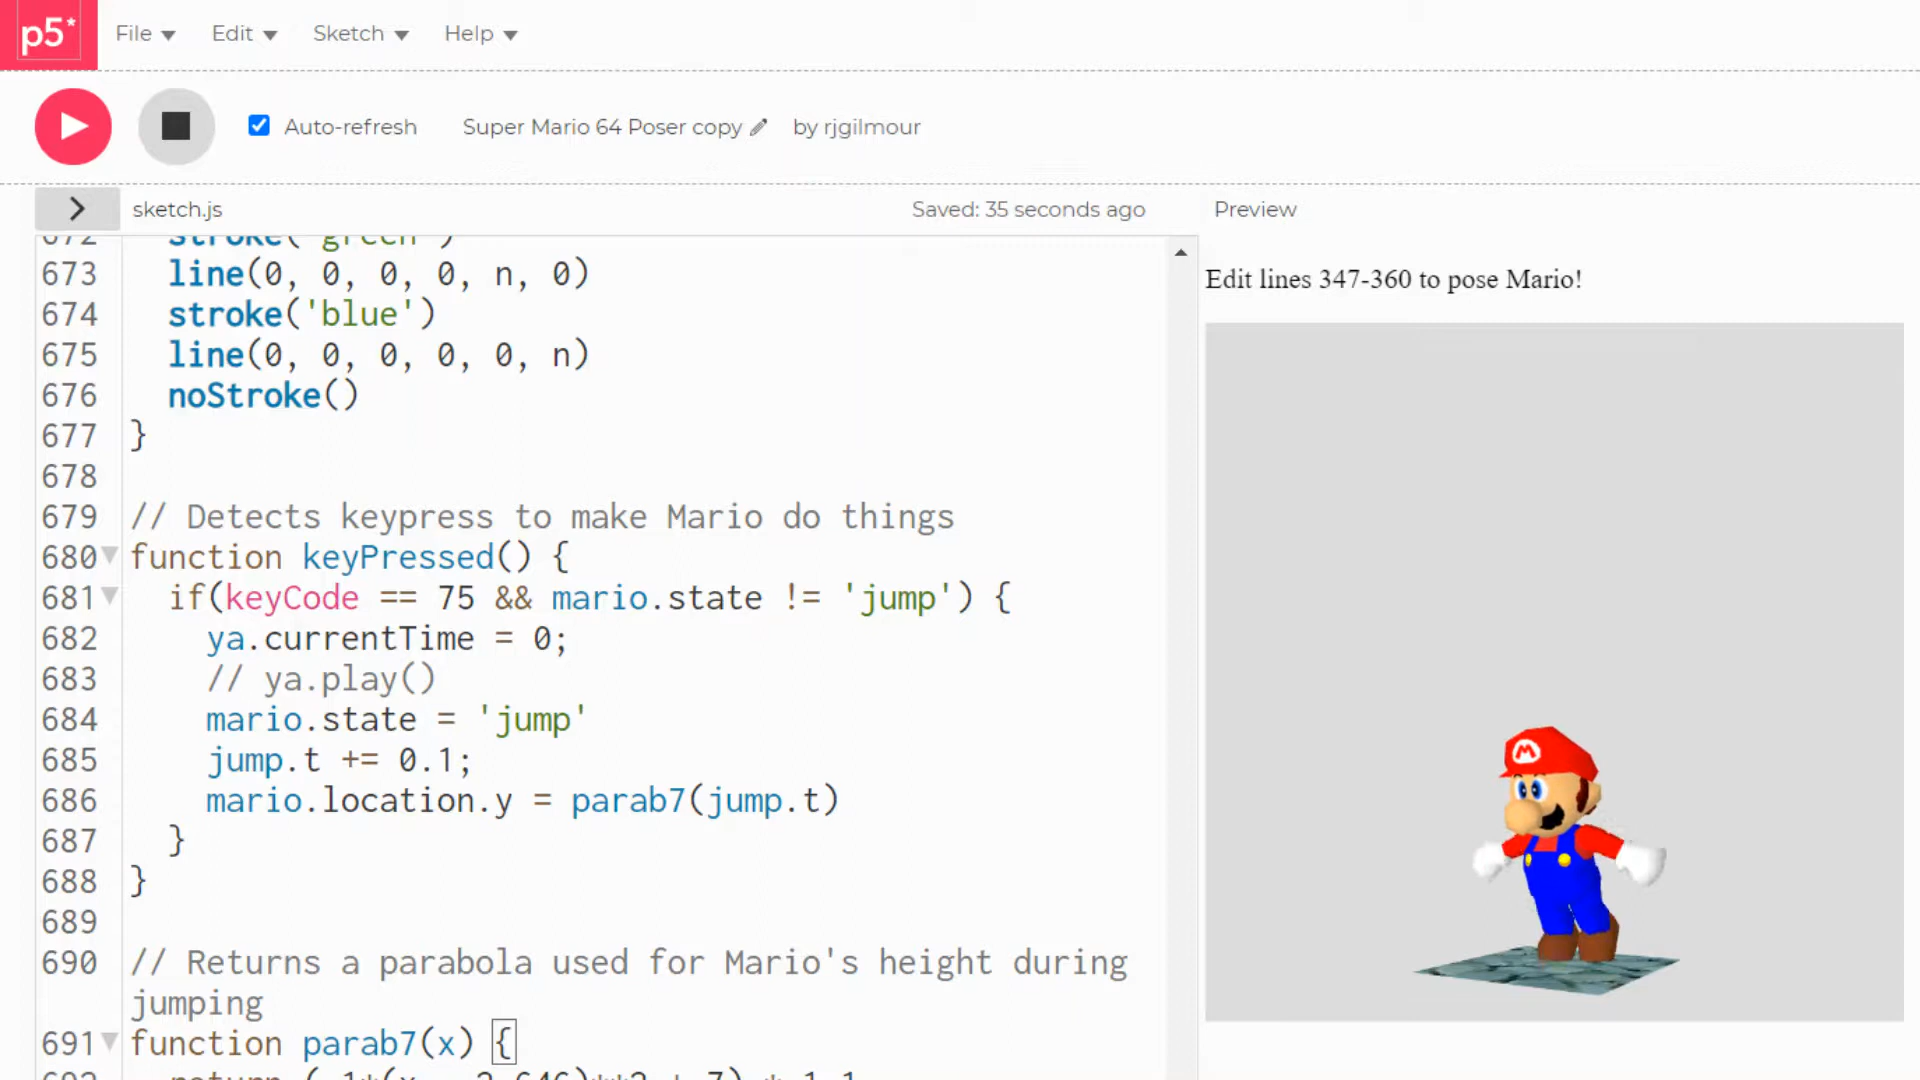 p5* File Edit Sketch Help
Auto-refresh Super Mario 64 Poser copy by rjgilmour
sketch.js Saved: 35 seconds ago Preview
Edit lines 347-360 to pose Mario!
672 stroke('green')
673 line(0, 0, 0, 0, n, 0)
674 stroke('blue')
675 line(0, 0, 0, 0, 0, n)
676 noStroke()
677 }
678
679 // Detects keypress to make Mario do things
680 function keyPressed() {
681 if(keyCode == 75 && mario.state != 'jump') {
682 ya.currentTime = 0;
683 // ya.play()
684 mario.state = 'jump'
685 jump.t += 0.1;
686 mario.location.y = parab7(jump.t)
687 }
688 }
689
690 // Returns a parabola used for Mario's height during
jumping
691 function parab7(x) {
692 return
M